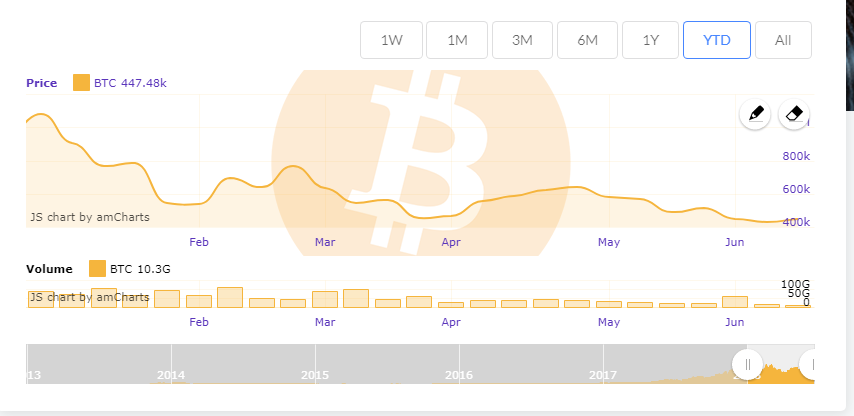 1W 1M 3M 6M 1Y YTD All
Price BTC 447.48k
800k
600k
400k
JS chart by amCharts
Feb Mar Apr May Jun
Volume BTC 10.3G
100G
50G
0
JS chart by amCharts
Feb Mar Apr May Jun
13 2014 2015 2016 2017